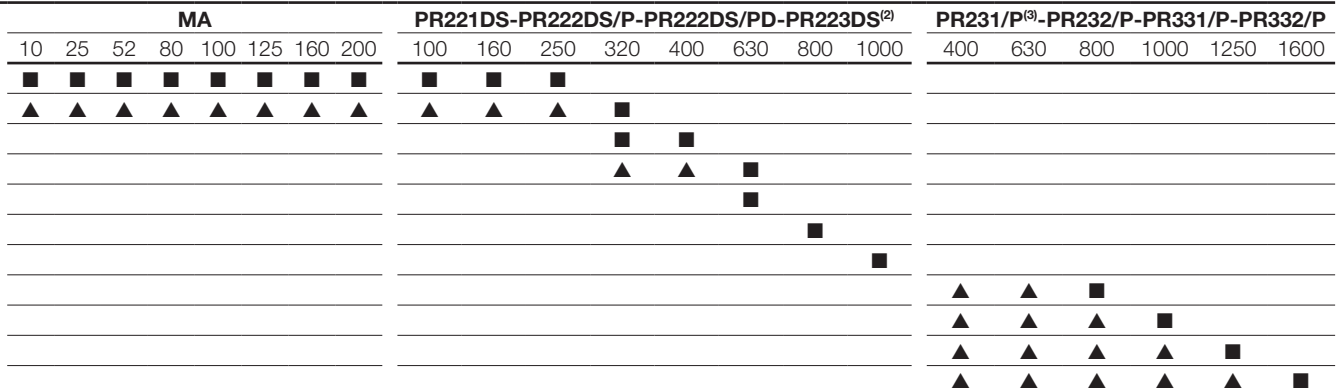 MA PR221DS-PR222DS/P-PR222DS/PD-PR223DS(2) PR231/P(3)-PR232/P-PR331/P-PR332/P
10 25 52 80 100 125 160 200 100 160 250 320 400 630 800 1000 400 630 800 1000 1250 1600
■ ■ ■ ■ ■ ■ ■ ■ ■ ■ ■
▲ ▲ ▲ ▲ ▲ ▲ ▲ ▲ ▲ ▲ ▲ ■
■ ■
▲ ▲ ■
■
■
■
▲ ▲ ■
▲ ▲ ▲ ■
▲ ▲ ▲ ▲ ■
▲ ▲ ▲ ▲ ▲ ■